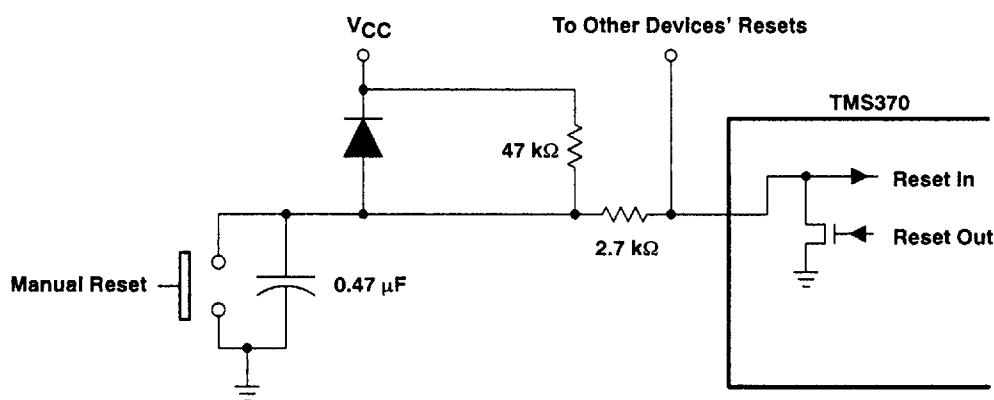 VCC
To Other Devices' Resets
TMS370
47 kΩ
Reset In
2.7 kΩ
Reset Out
Manual Reset
0.47 μF